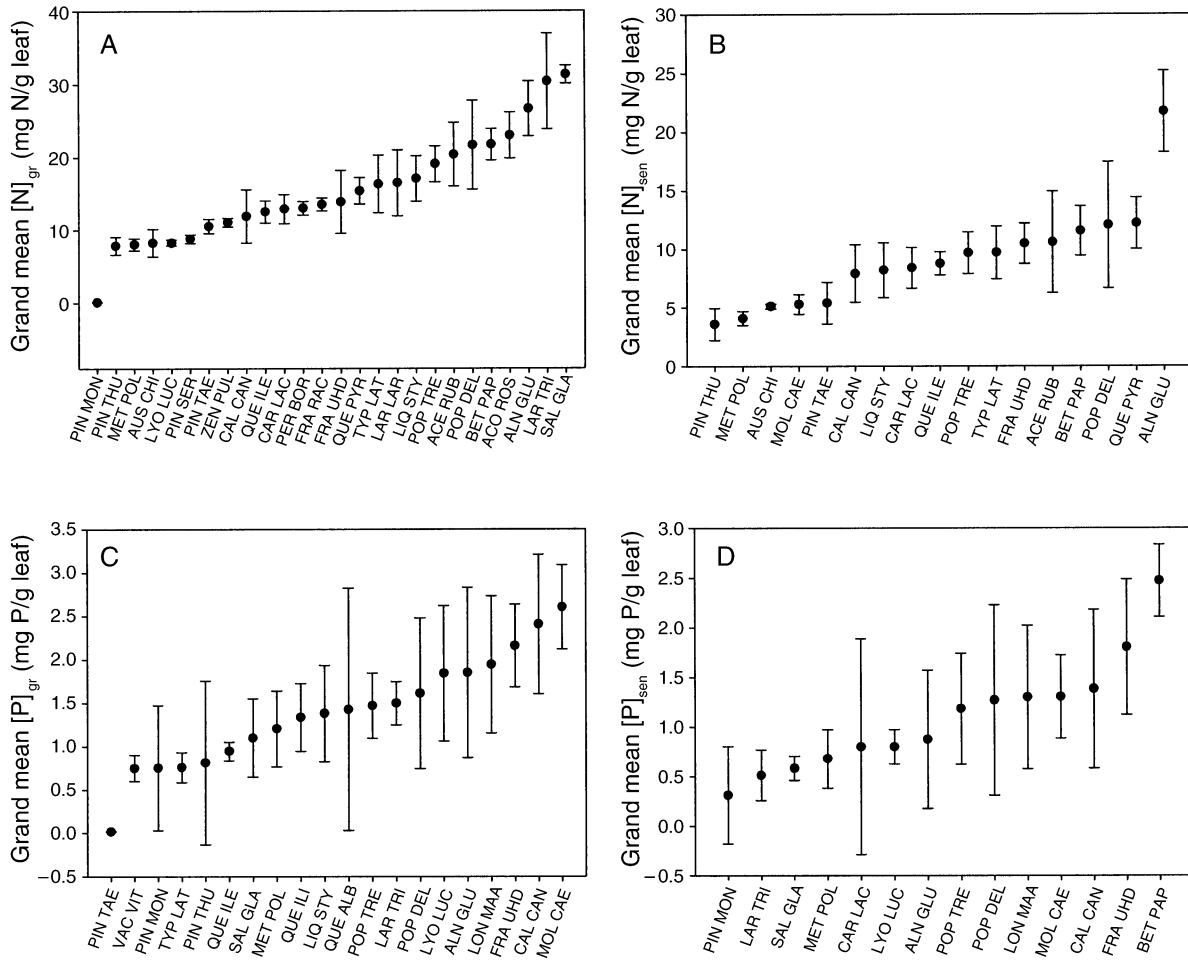 A
Grand mean [N]gr (mg N/g leaf)
40
30
20
10
0
PIN MON
PIN THU
MET POL
AUS CHI
LYO LUC
PIN SER
PIN TAE
ZEN PUL
CAL CAN
QUE ILE
CAR LAC
PER BOR
FRA RAC
FRA UHD
QUE PYR
TYP LAT
LAR LAR
LIQ STY
POP TRE
ACE RUB
POP DEL
BET PAP
ACO ROS
ALN GLU
LAR TRI
SAL GLA
B
Grand mean [N]sen (mg N/g leaf)
30
25
20
15
10
5
0
PIN THU
MET POL
AUS CHI
MOL CAE
PIN TAE
CAL CAN
LIQ STY
CAR LAC
QUE ILE
POP TRE
TYP LAT
FRA UHD
ACE RUB
BET PAP
POP DEL
QUE PYR
ALN GLU
C
Grand mean [P]gr (mg P/g leaf)
3.5
3.0
2.5
2.0
1.5
1.0
0.5
0.0
−0.5
PIN TAE
VAC VIT
PIN MON
TYP LAT
PIN THU
QUE ILE
SAL GLA
MET POL
QUE ILI
LIQ STY
QUE ALB
POP TRE
LAR TRI
POP DEL
LYO LUC
ALN GLU
LON MAA
FRA UHD
CAL CAN
MOL CAE
D
Grand mean [P]sen (mg P/g leaf)
3.0
2.5
2.0
1.5
1.0
0.5
0.0
−0.5
PIN MON
LAR TRI
SAL GLA
MET POL
CAR LAC
LYO LUC
ALN GLU
POP TRE
POP DEL
LON MAA
MOL CAE
CAL CAN
FRA UHD
BET PAP